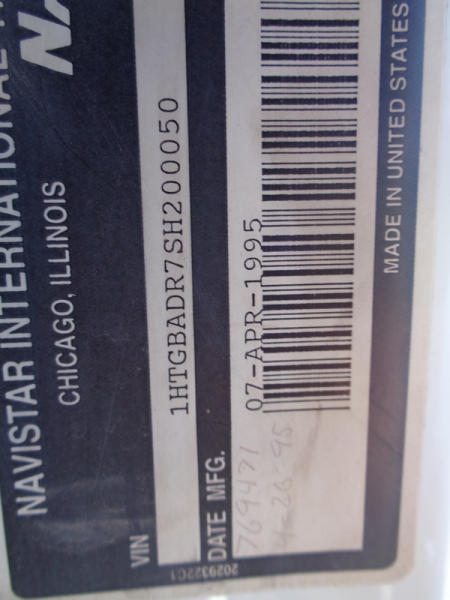 NAVISTAR INTERNATIONAL
CHICAGO, ILLINOIS
VIN
1HTGBADR7SH200050
DATE MFG.
07-APR-1995
769471
4-26-95
MADE IN UNITED STATES
2029322C1